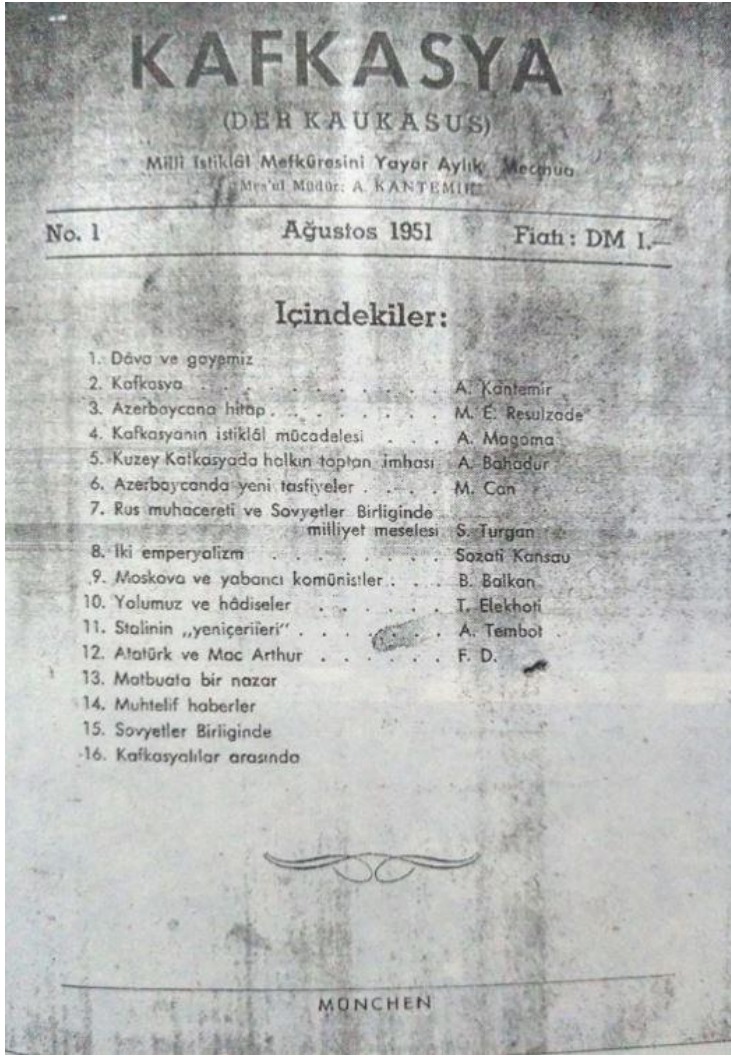 KAFKASYA
(DER KAUKASUS)
Milli Istiklâl Mefkûresini Yayar Aylık Mecmua
Mes'ul Müdür: A. KANTEMIR
No. 1 Ağustos 1951 Fiatı: DM 1.—
Içindekiler:
1. Dâva ve gayemiz
2. Kafkasya . . . . . . . . . . . . A. Kantemir
3. Azerbaycana hitap . . . . . . . . M. E. Resulzade
4. Kafkasyanın istiklâl mücadelesi . . . A. Magoma
5. Kuzey Kafkasyada halkın toptan imhası A. Bahadur
6. Azerbaycanda yeni tasfiyeler . . . . M. Can
7. Rus muhacereti ve Sovyetler Birliginde
milliyet meselesi S. Turgan
8. Iki emperyalizm . . . . . . . . . Sozati Kansau
9. Moskova ve yabancı komünistler . . . B. Balkan
10. Yolumuz ve hâdiseler . . . . . . T. Elekhoti
11. Stalinin „yeniçerileri" . . . . . . . A. Tembot
12. Atatürk ve Mac Arthur . . . . . . F. D.
13. Matbuata bir nazar
14. Muhtelif haberler
15. Sovyetler Birliginde
16. Kafkasyalılar arasında
MÜNCHEN